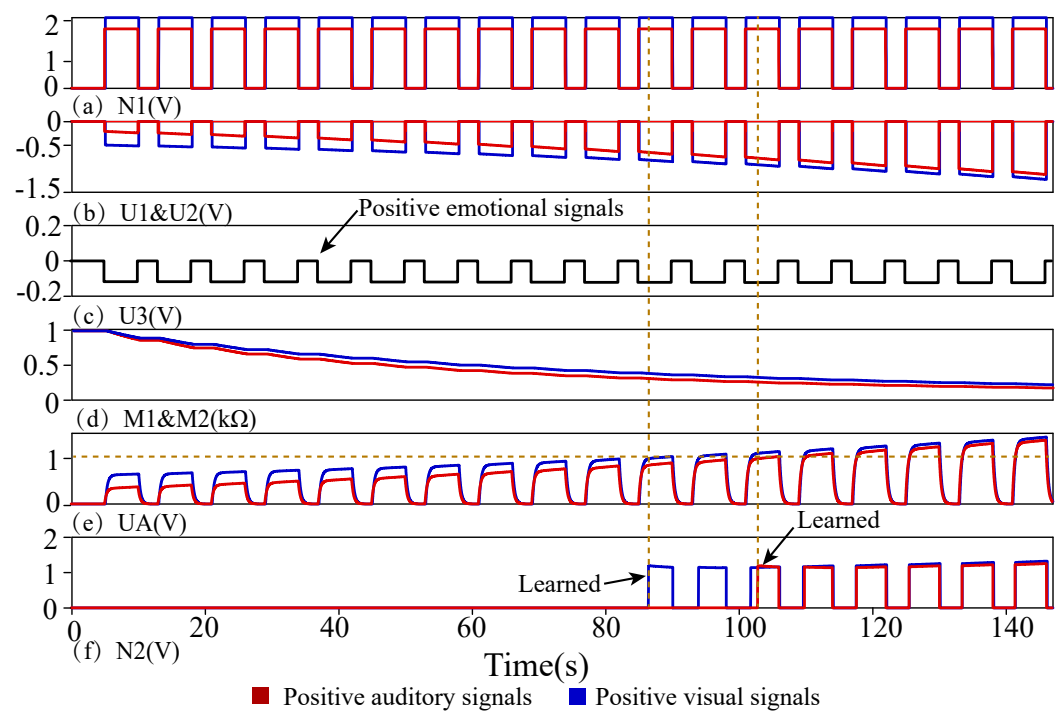 2
1
0
(a) N1(V)
0
-0.5
-1.5
(b) U1&U2(V)
Positive emotional signals
0.2
0
-0.2
(c) U3(V)
1
0.5
0
(d) M1&M2(kΩ)
1
0
(e) UA(V)
Learned
2
1
0
Learned
0 20 40 60 80 100 120 140
(f) N2(V)
Time(s)
Positive auditory signals Positive visual signals